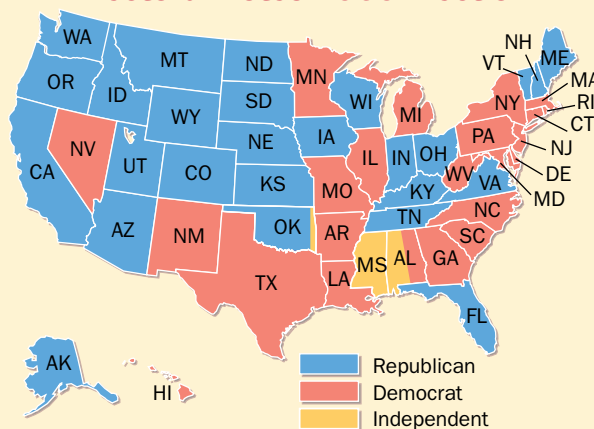 WA
MT
ND
MN
OR
ID
SD
WI
MI
NY
VT
NH
ME
MA
RI
CT
WY
NE
IA
IL
IN
OH
PA
NJ
DE
MD
CA
NV
UT
CO
KS
MO
KY
WV
VA
AZ
NM
OK
AR
TN
NC
SC
TX
LA
MS
AL
GA
FL
AK
HI
Republican
Democrat
Independent